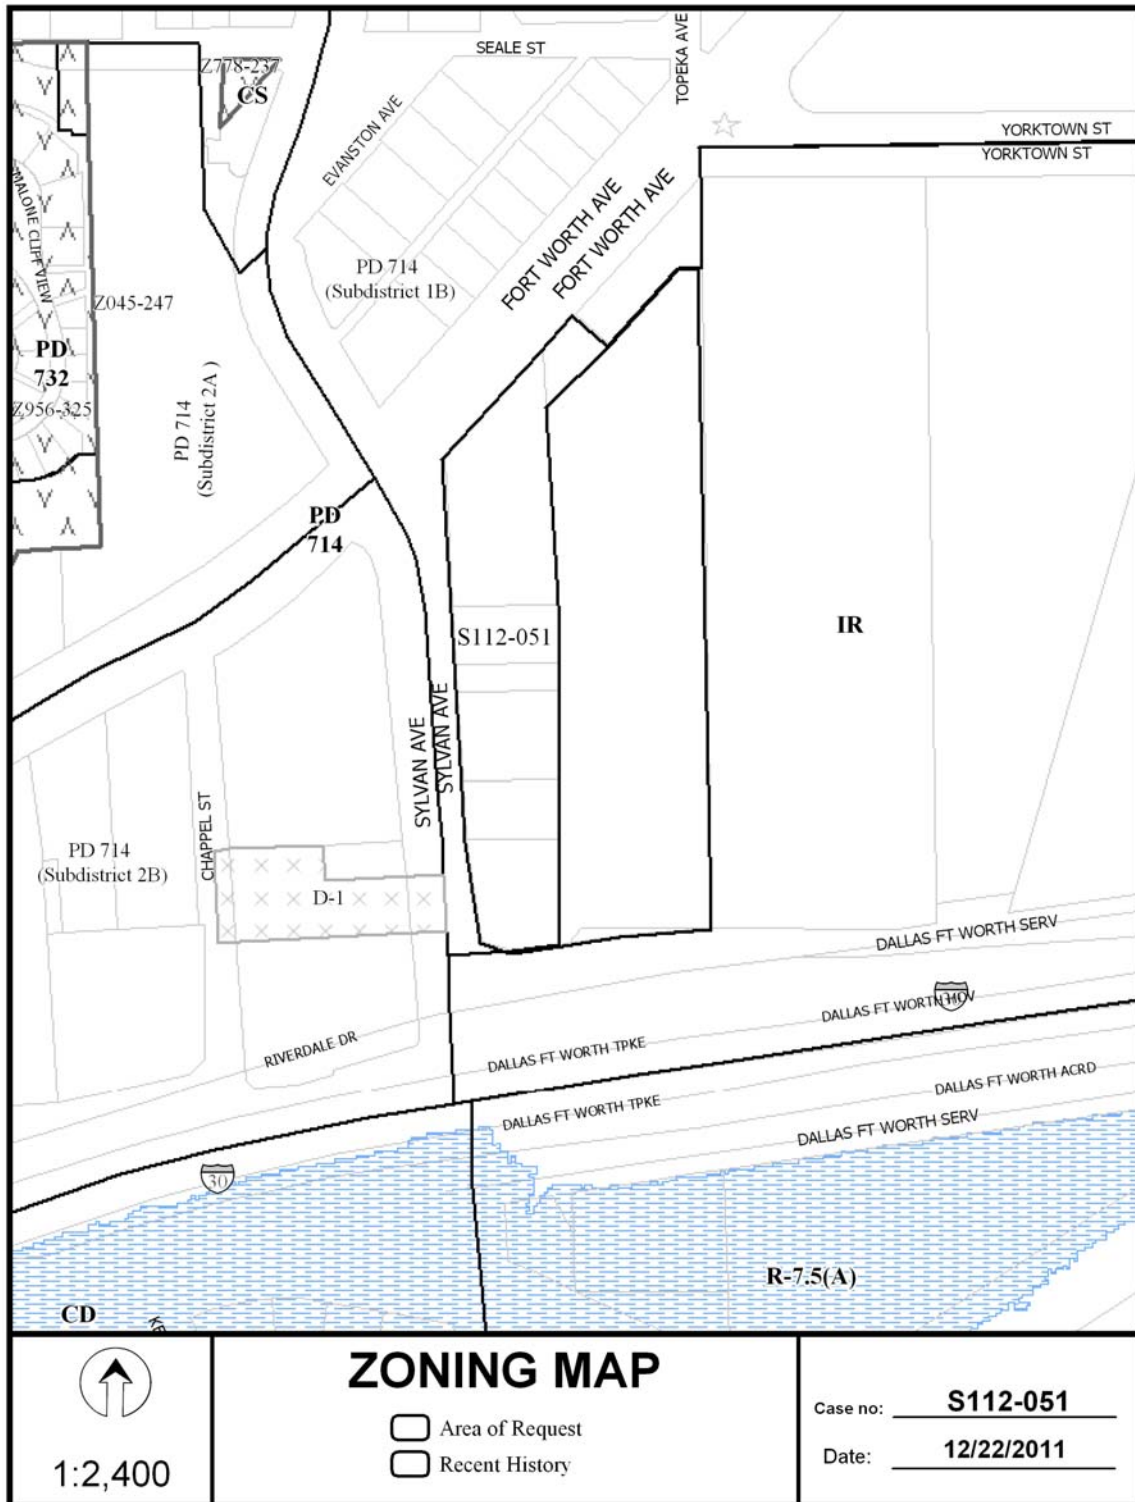 SEALE ST
TOPEKA AVE
Z778-237
CS
EVANSTON AVE
YORKTOWN ST
YORKTOWN ST
MALONE CLIFF VIEW
FORT WORTH AVE
FORT WORTH AVE
PD 714
(Subdistrict 1B)
Z045-247
PD
732
Z956-325
PD 714
(Subdistrict 2A )
PD
714
S112-051
IR
SYLVAN AVE
SYLVAN AVE
CHAPPEL ST
PD 714
(Subdistrict 2B)
D-1
DALLAS FT WORTH SERV
DALLAS FT WORTH HOV
RIVERDALE DR
DALLAS FT WORTH TPKE
DALLAS FT WORTH ACRD
DALLAS FT WORTH TPKE
DALLAS FT WORTH SERV
30
R-7.5(A)
CD
1:2,400
ZONING MAP
Area of Request
Recent History
Case no: S112-051
Date: 12/22/2011